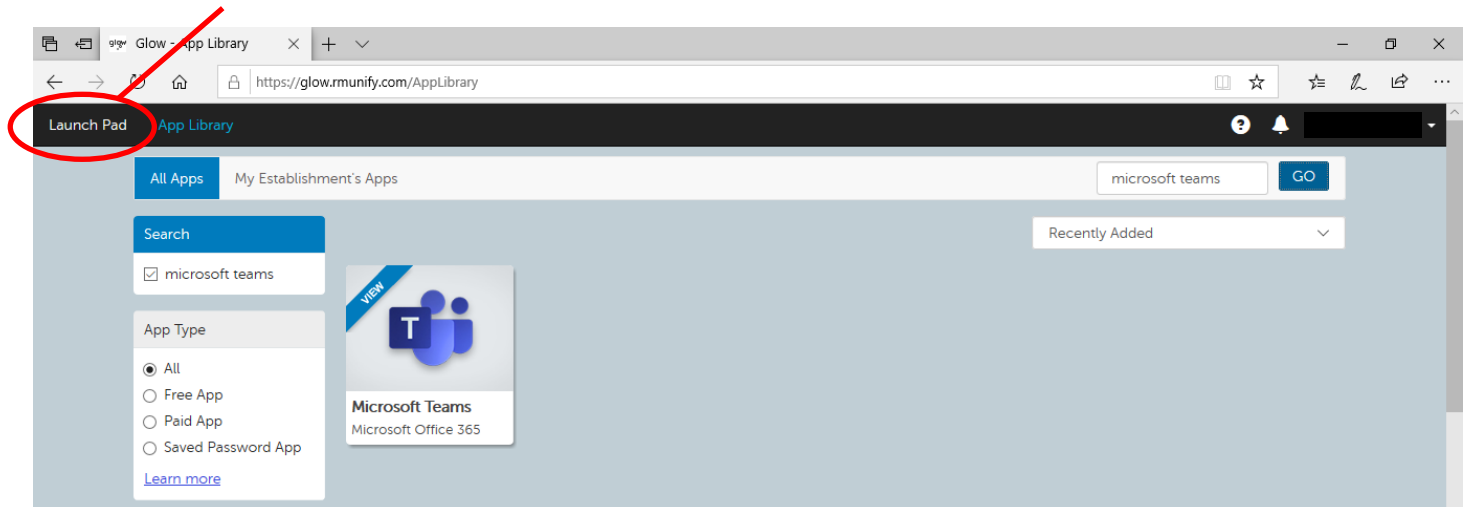 glow Glow - App Library
https://glow.rmunify.com/AppLibrary
Launch Pad App Library
All Apps My Establishment's Apps microsoft teams GO
Search Recently Added
microsoft teams
VIEW
T
App Type
All
Free App
Paid App
Saved Password App
Learn more
Microsoft Teams
Microsoft Office 365